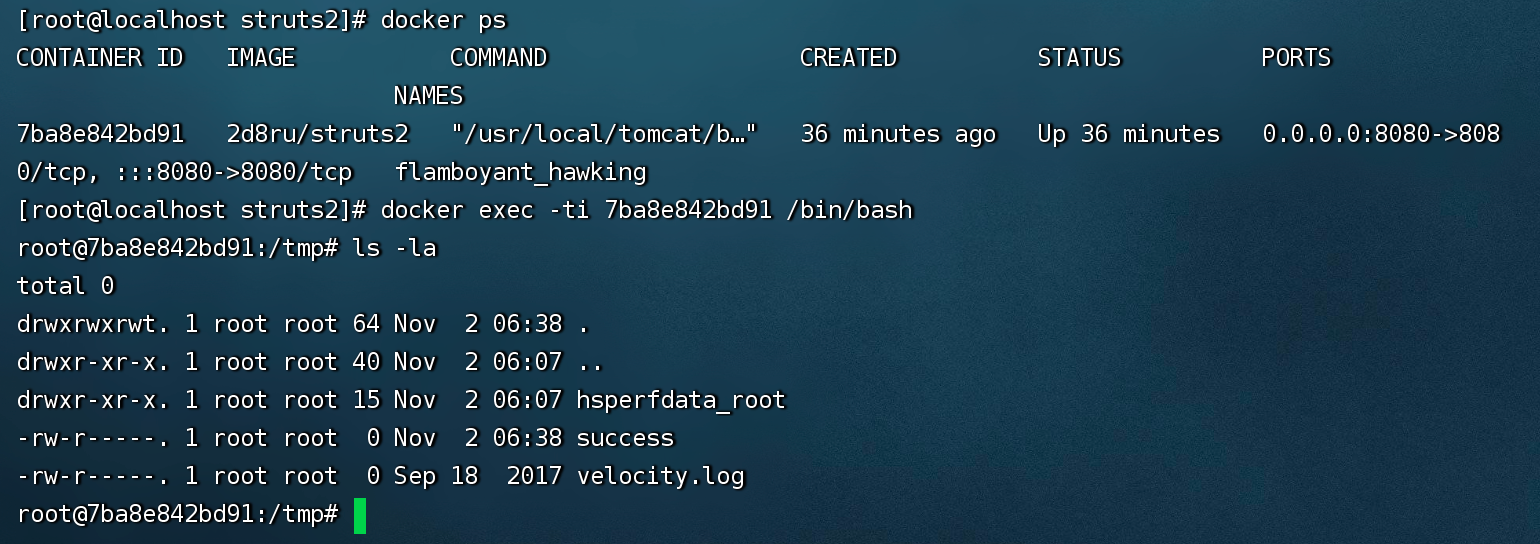 [root@localhost struts2]# docker ps
CONTAINER ID   IMAGE           COMMAND                  CREATED          STATUS          PORTS
                           NAMES
7ba8e842bd91   2d8ru/struts2   "/usr/local/tomcat/b…"   36 minutes ago   Up 36 minutes   0.0.0.0:8080->808
0/tcp, :::8080->8080/tcp   flamboyant_hawking
[root@localhost struts2]# docker exec -ti 7ba8e842bd91 /bin/bash
root@7ba8e842bd91:/tmp# ls -la
total 0
drwxrwxrwt. 1 root root 64 Nov  2 06:38 .
drwxr-xr-x. 1 root root 40 Nov  2 06:07 ..
drwxr-xr-x. 1 root root 15 Nov  2 06:07 hsperfdata_root
-rw-r-----. 1 root root  0 Nov  2 06:38 success
-rw-r-----. 1 root root  0 Sep 18  2017 velocity.log
root@7ba8e842bd91:/tmp#